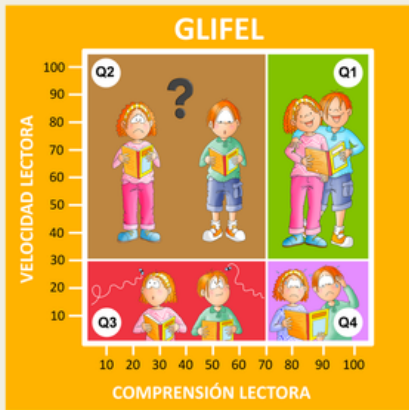 GLIFEL
VELOCIDAD LECTORA
100
90
80
70
60
50
40
30
20
10
Q2
?
Q1
Q3
Q4
10 20 30 40 50 60 70 80 90 100
COMPRENSIÓN LECTORA